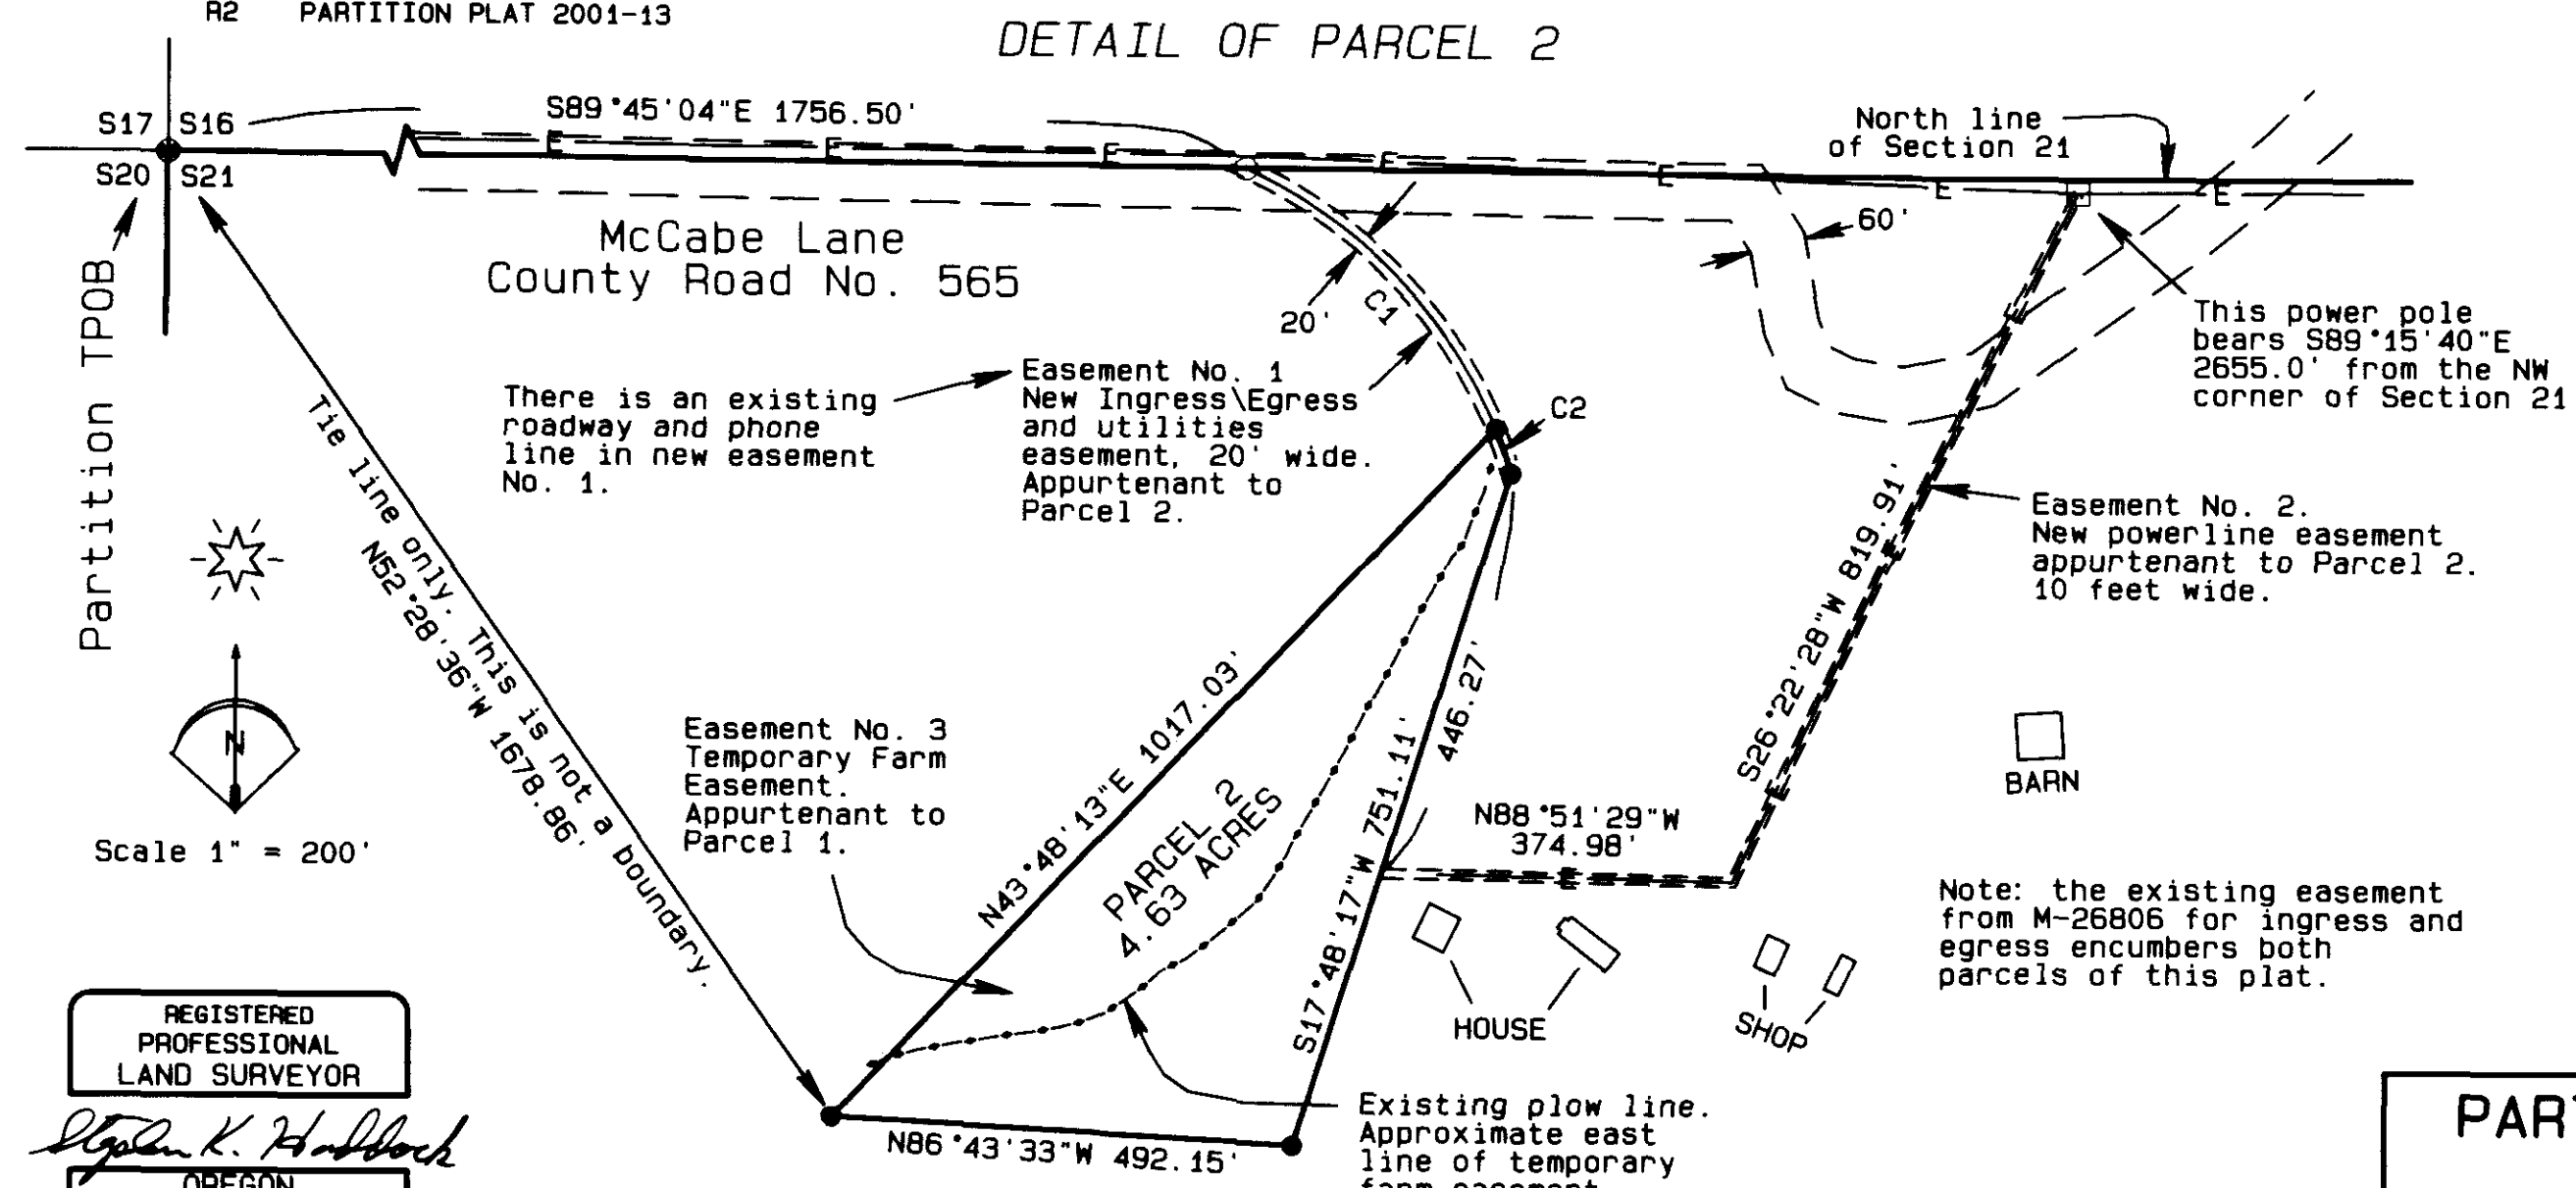 R2 PARTITION PLAT 2001-13
DETAIL OF PARCEL 2
S17 S16
S20 S21
S89°45'04"E 1756.50'
North line
of Section 21
McCabe Lane
County Road No. 565
60'
20'
C1
C2
Partition TPOB
This power pole
bears S89°15'40"E
2655.0' from the NW
corner of Section 21
There is an existing
roadway and phone
line in new easement
No. 1.
Easement No. 1
New Ingress\Egress
and utilities
easement, 20' wide.
Appurtenant to
Parcel 2.
Tie line only. This is not a boundary.
N52°28'36"W 1678.86'
Easement No. 2.
New powerline easement
appurtenant to Parcel 2.
10 feet wide.
S26°22'28"W 819.91'
N
Scale 1" = 200'
Easement No. 3
Temporary Farm
Easement.
Appurtenant to
Parcel 1.
N43°48'13"E 1017.03'
PARCEL 2
4.63 ACRES
446.27'
S17°48'17"W 751.11'
N88°51'29"W
374.98'
E E E E E E E E
BARN
HOUSE
SHOP
Note: the existing easement
from M-26806 for ingress and
egress encumbers both
parcels of this plat.
REGISTERED
PROFESSIONAL
LAND SURVEYOR
Stephen K. Haddock
OREGON
N86°43'33"W 492.15'
Existing plow line.
Approximate east
line of temporary
farm easement
PART